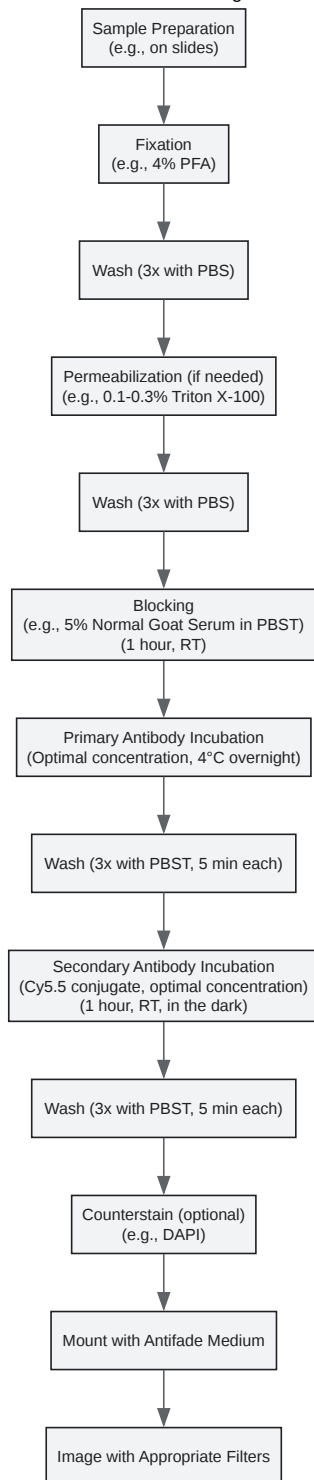 Sample Preparation
(e.g., on slides)
Fixation
(e.g., 4% PFA)
Wash (3x with PBS)
Permeabilization (if needed)
(e.g., 0.1-0.3% Triton X-100)
Wash (3x with PBS)
Blocking
(e.g., 5% Normal Goat Serum in PBST)
(1 hour, RT)
Primary Antibody Incubation
(Optimal concentration, 4°C overnight)
Wash (3x with PBST, 5 min each)
Secondary Antibody Incubation
(Cy5.5 conjugate, optimal concentration)
(1 hour, RT, in the dark)
Wash (3x with PBST, 5 min each)
Counterstain (optional)
(e.g., DAPI)
Mount with Antifade Medium
Image with Appropriate Filters